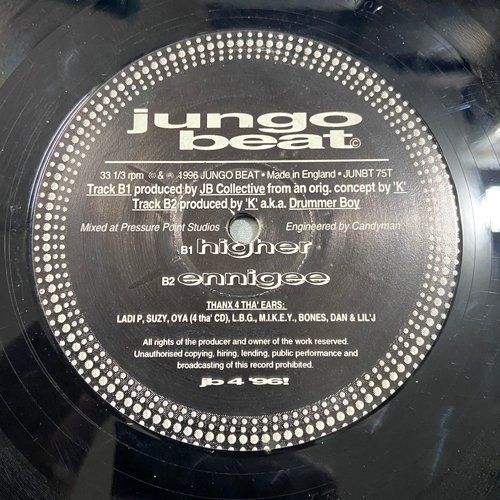 jungo
beat©
33 1/3 rpm © & ℗ 1996 JUNGO BEAT • Made in England • JUNBT 75T
Track B1 produced by JB Collective from an orig. concept by 'K'
Track B2 produced by 'K' a.k.a. Drummer Boy
Mixed at Pressure Point Studios Engineered by Candyman
B1 higher
B2 ennigee
THANX 4 THA' EARS:
LADI P, SUZY, OYA (4 tha' CD), L.B.G., M.I.K.E.Y., BONES, DAN & LIL'J
All rights of the producer and owner of the work reserved.
Unauthorised copying, hiring, lending, public performance and
broadcasting of this record prohibited.
jb 4 '96!